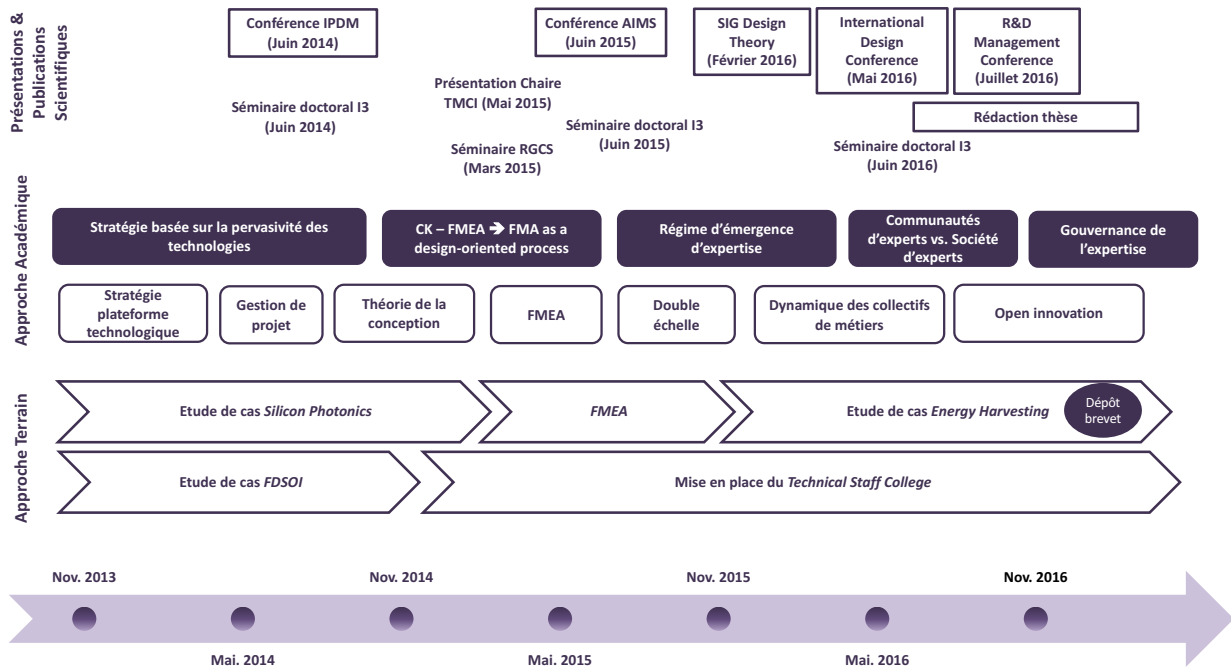 Présentations &
Publications
Scientifiques
Conférence IPDM
(Juin 2014)
Conférence AIMS
(Juin 2015)
SIG Design
Theory
(Février 2016)
International
Design
Conference
(Mai 2016)
R&D
Management
Conference
(Juillet 2016)
Présentation Chaire
TMCI (Mai 2015)
Séminaire doctoral I3
(Juin 2014)
Séminaire doctoral I3
(Juin 2015)
Rédaction thèse
Séminaire RGCS
(Mars 2015)
Séminaire doctoral I3
(Juin 2016)
Approche Académique
Stratégie basée sur la pervasivité des
technologies
CK – FMEA ➔ FMA as a
design-oriented process
Régime d'émergence
d'expertise
Communautés
d'experts vs. Société
d'experts
Gouvernance de
l'expertise
Stratégie
plateforme
technologique
Gestion de
projet
Théorie de la
conception
FMEA
Double
échelle
Dynamique des collectifs
de métiers
Open innovation
Approche Terrain
Etude de cas Silicon Photonics
FMEA
Etude de cas Energy Harvesting
Dépôt
brevet
Etude de cas FDSOI
Mise en place du Technical Staff College
Nov. 2013
Nov. 2014
Nov. 2015
Nov. 2016
Mai. 2014
Mai. 2015
Mai. 2016